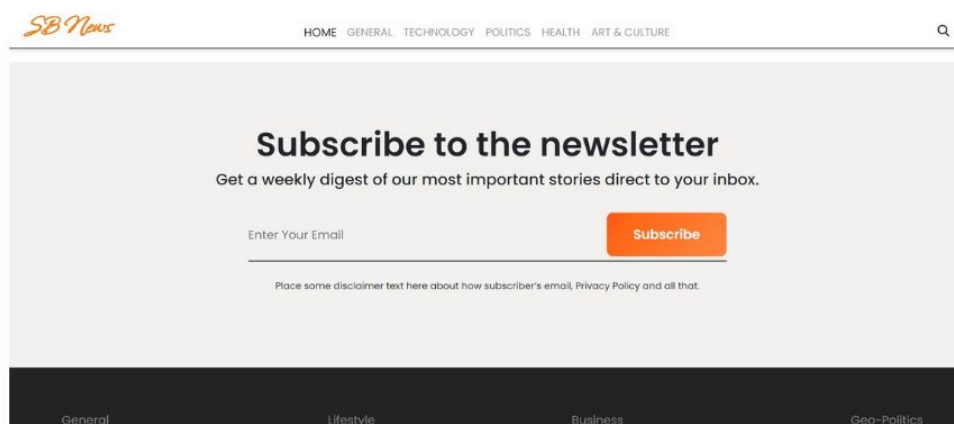 SB News
HOME GENERAL TECHNOLOGY POLITICS HEALTH ART & CULTURE
Subscribe to the newsletter
Get a weekly digest of our most important stories direct to your inbox.
Enter Your Email
Subscribe
Place some disclaimer text here about how subscriber's email, Privacy Policy and all that.
General Lifestyle Business Geo-Politics